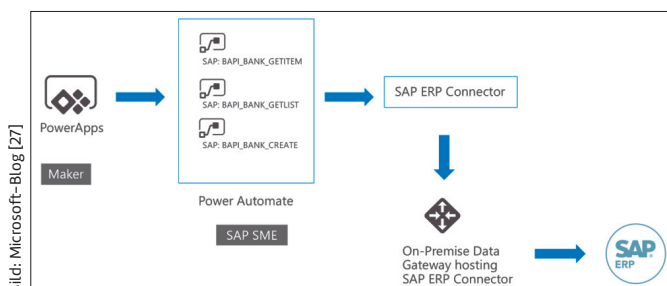 Bild: Microsoft-Blog [27]
PowerApps
Maker
SAP: BAPI_BANK_GETITEM
SAP: BAPI_BANK_GETLIST
SAP: BAPI_BANK_CREATE
Power Automate
SAP SME
SAP ERP Connector
On-Premise Data
Gateway hosting
SAP ERP Connector
SAP
ERP